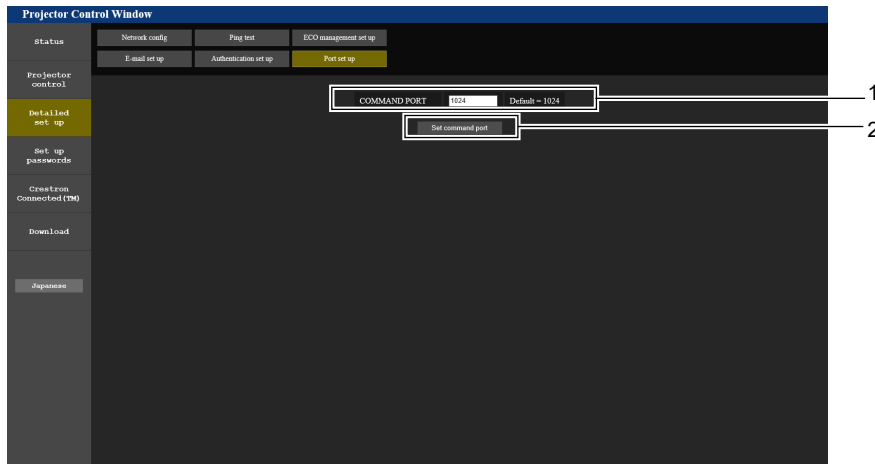 Projector Control Window
Status
Network config
Ping test
ECO management set up
E-mail set up
Authentication set up
Port set up
Projector
control
COMMAND PORT 1024 Default = 1024
1
Detailed
set up
Set command port
2
Set up
passwords
Crestron
Connected(TM)
Download
Japanese